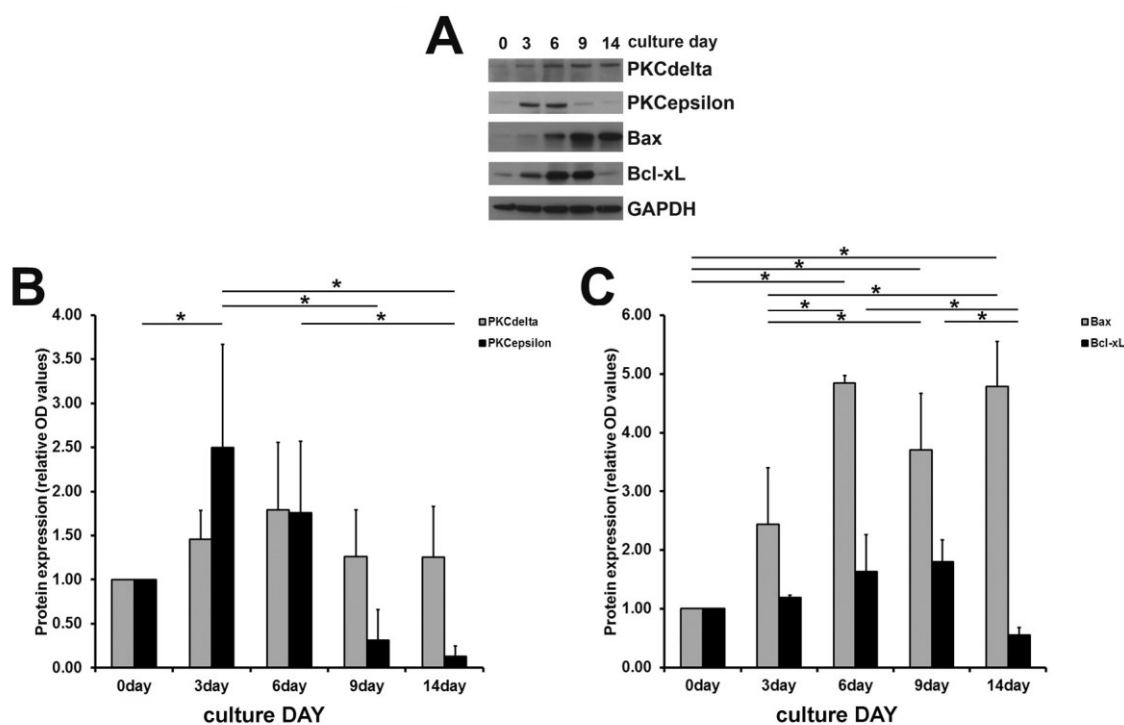 A
0 3 6 9 14 culture day
PKCdelta
PKCepsilon
Bax
Bcl-xL
GAPDH
B
*
*
*
*
4.00
3.50
3.00
2.50
2.00
1.50
1.00
0.50
0.00
Protein expression (relative OD values)
PKCdelta
PKCepsilon
0day 3day 6day 9day 14day
culture DAY
C
*
*
*
*
*
*
*
*
6.00
5.00
4.00
3.00
2.00
1.00
0.00
Protein expression (relative OD values)
Bax
Bcl-xL
0day 3day 6day 9day 14day
culture DAY